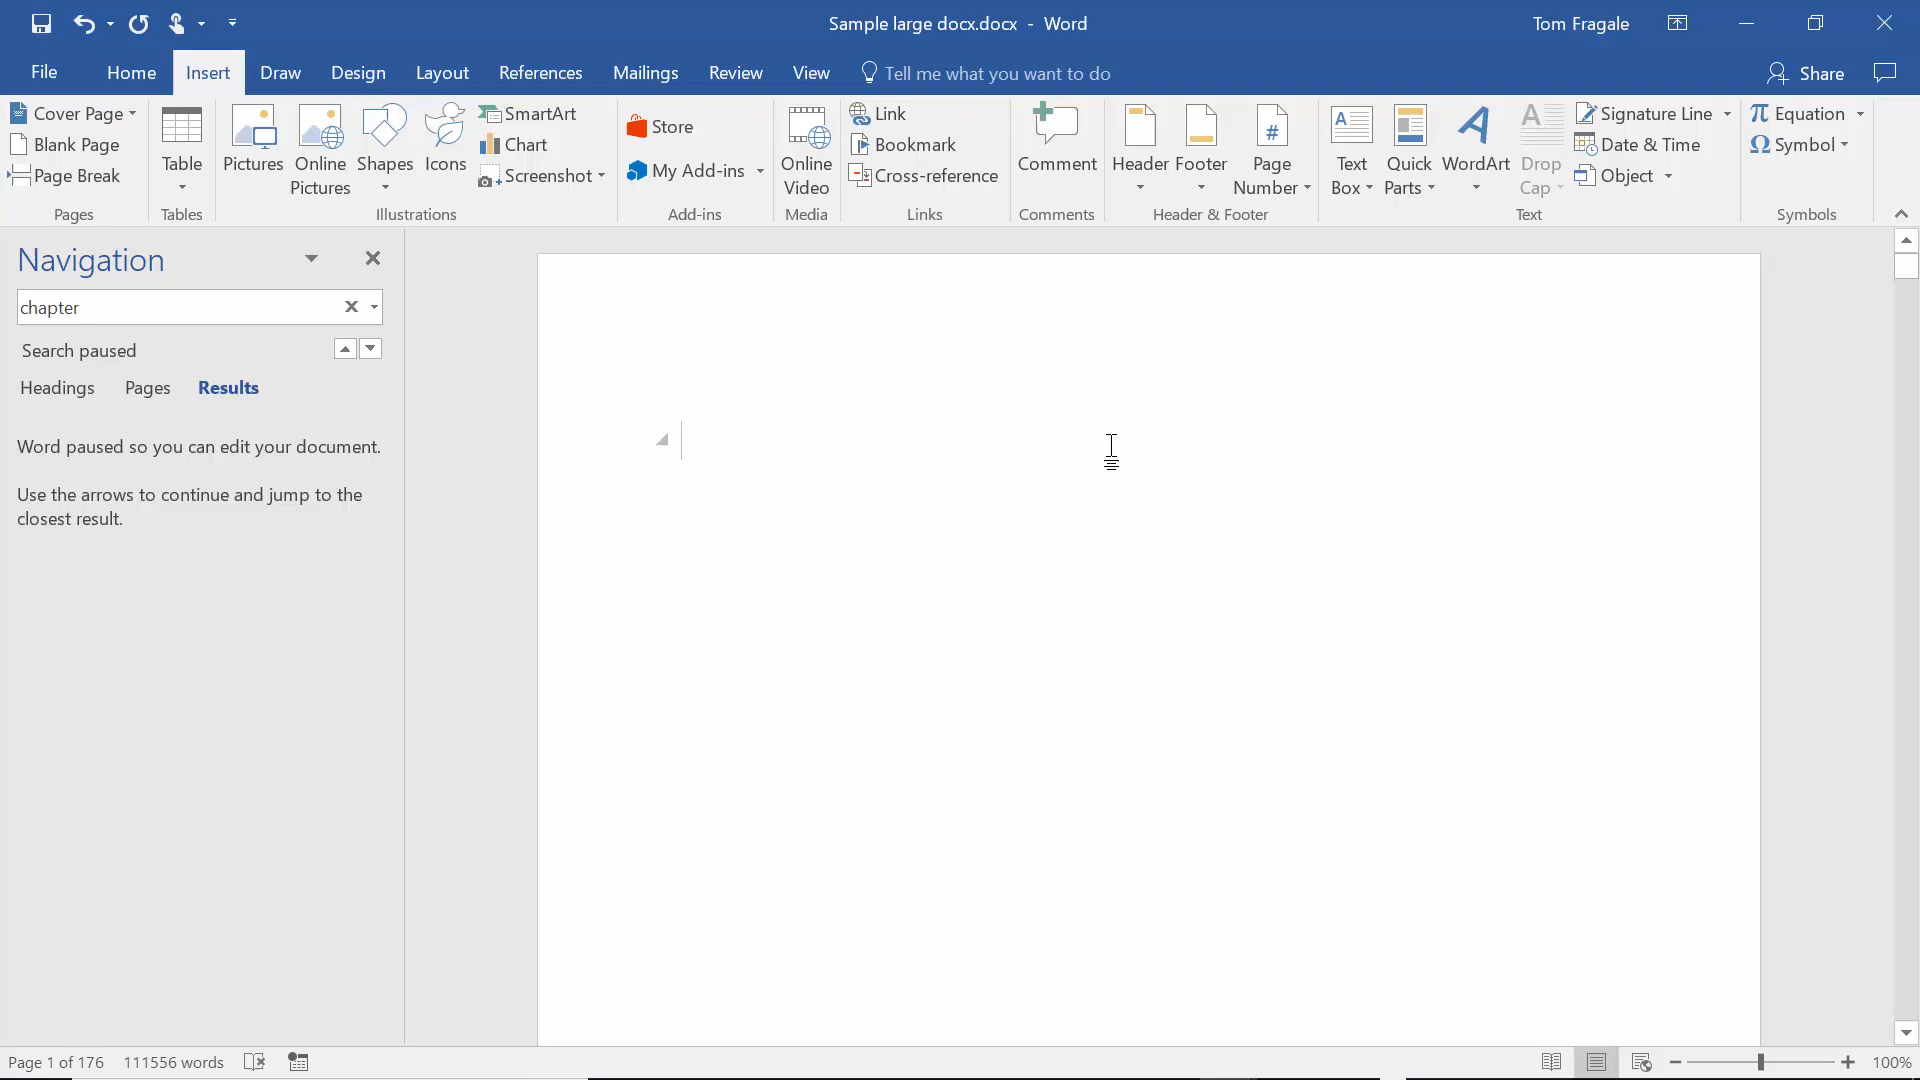 Sample large docx.docx - Word
Tom Fragale
File Home Insert Draw Design Layout References Mailings Review View Tell me what you want to do Share
Cover Page
Blank Page
Page Break
Pages
Table
Tables
Pictures
Online
Pictures
Shapes
Icons
SmartArt
Chart
Screenshot
Illustrations
Store
My Add-ins
Add-ins
Online
Video
Media
Link
Bookmark
Cross-reference
Links
Comment
Comments
Header
Footer
Page
Number
Header & Footer
Text
Box
Quick
Parts
WordArt
Drop
Cap
Signature Line
Date & Time
Object
Text
Equation
Symbol
Symbols
Navigation
chapter
Search paused
Headings Pages Results
Word paused so you can edit your document.
Use the arrows to continue and jump to the
closest result.
Page 1 of 176 111556 words
100%